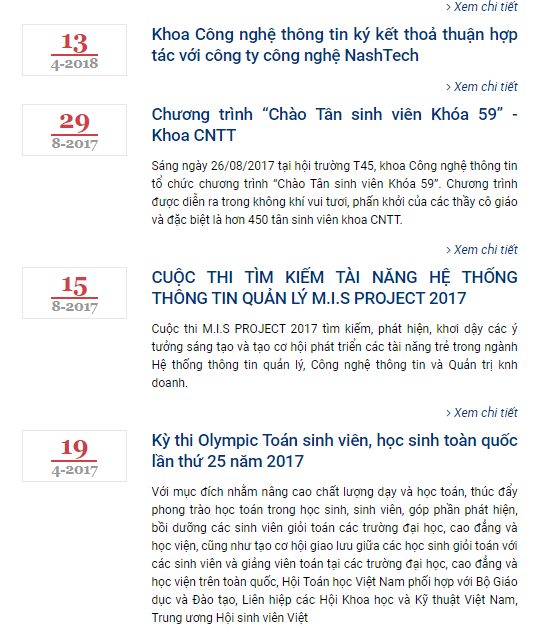 > Xem chi tiết
13
4-2018
Khoa Công nghệ thông tin ký kết thoả thuận hợp
tác với công ty công nghệ NashTech
> Xem chi tiết
29
8-2017
Chương trình “Chào Tân sinh viên Khóa 59” -
Khoa CNTT
Sáng ngày 26/08/2017 tại hội trường T45, khoa Công nghệ thông tin
tổ chức chương trình “Chào Tân sinh viên Khóa 59”. Chương trình
được diễn ra trong không khí vui tươi, phấn khởi của các thầy cô giáo
và đặc biệt là hơn 450 tân sinh viên khoa CNTT.
> Xem chi tiết
15
8-2017
CUỘC THI TÌM KIẾM TÀI NĂNG HỆ THỐNG
THÔNG TIN QUẢN LÝ M.I.S PROJECT 2017
Cuộc thi M.I.S PROJECT 2017 tìm kiếm, phát hiện, khơi dậy các ý
tưởng sáng tạo và tạo cơ hội phát triển các tài năng trẻ trong ngành
Hệ thống thông tin quản lý, Công nghệ thông tin và Quản trị knh
doanh.
> Xem chi tiết
19
4-2017
Kỳ thi Olympic Toán sinh viên, học sinh toàn quốc
lần thứ 25 năm 2017
Với mục đích nhằm nâng cao chất lượng dạy và học toán, thúc đẩy
phong trào học toán trong học sinh, sinh viên, góp phần phát hiện,
bồi dưỡng các sinh viên giỏi toán các trường đại học, cao đẳng và
học viện, cũng như tạo cơ hội giao lưu giữa các học sinh giỏi toán với
các sinh viên và giảng viên toán tại các trường đại học, cao đẳng và
học viện trên toàn quốc, Hội Toán học Việt Nam phối hợp với Bộ Giáo
dục và Đào tạo, Liên hiệp các Hội Khoa học và Kỹ thuật Việt Nam,
Trung ương Hội sinh viên Việt